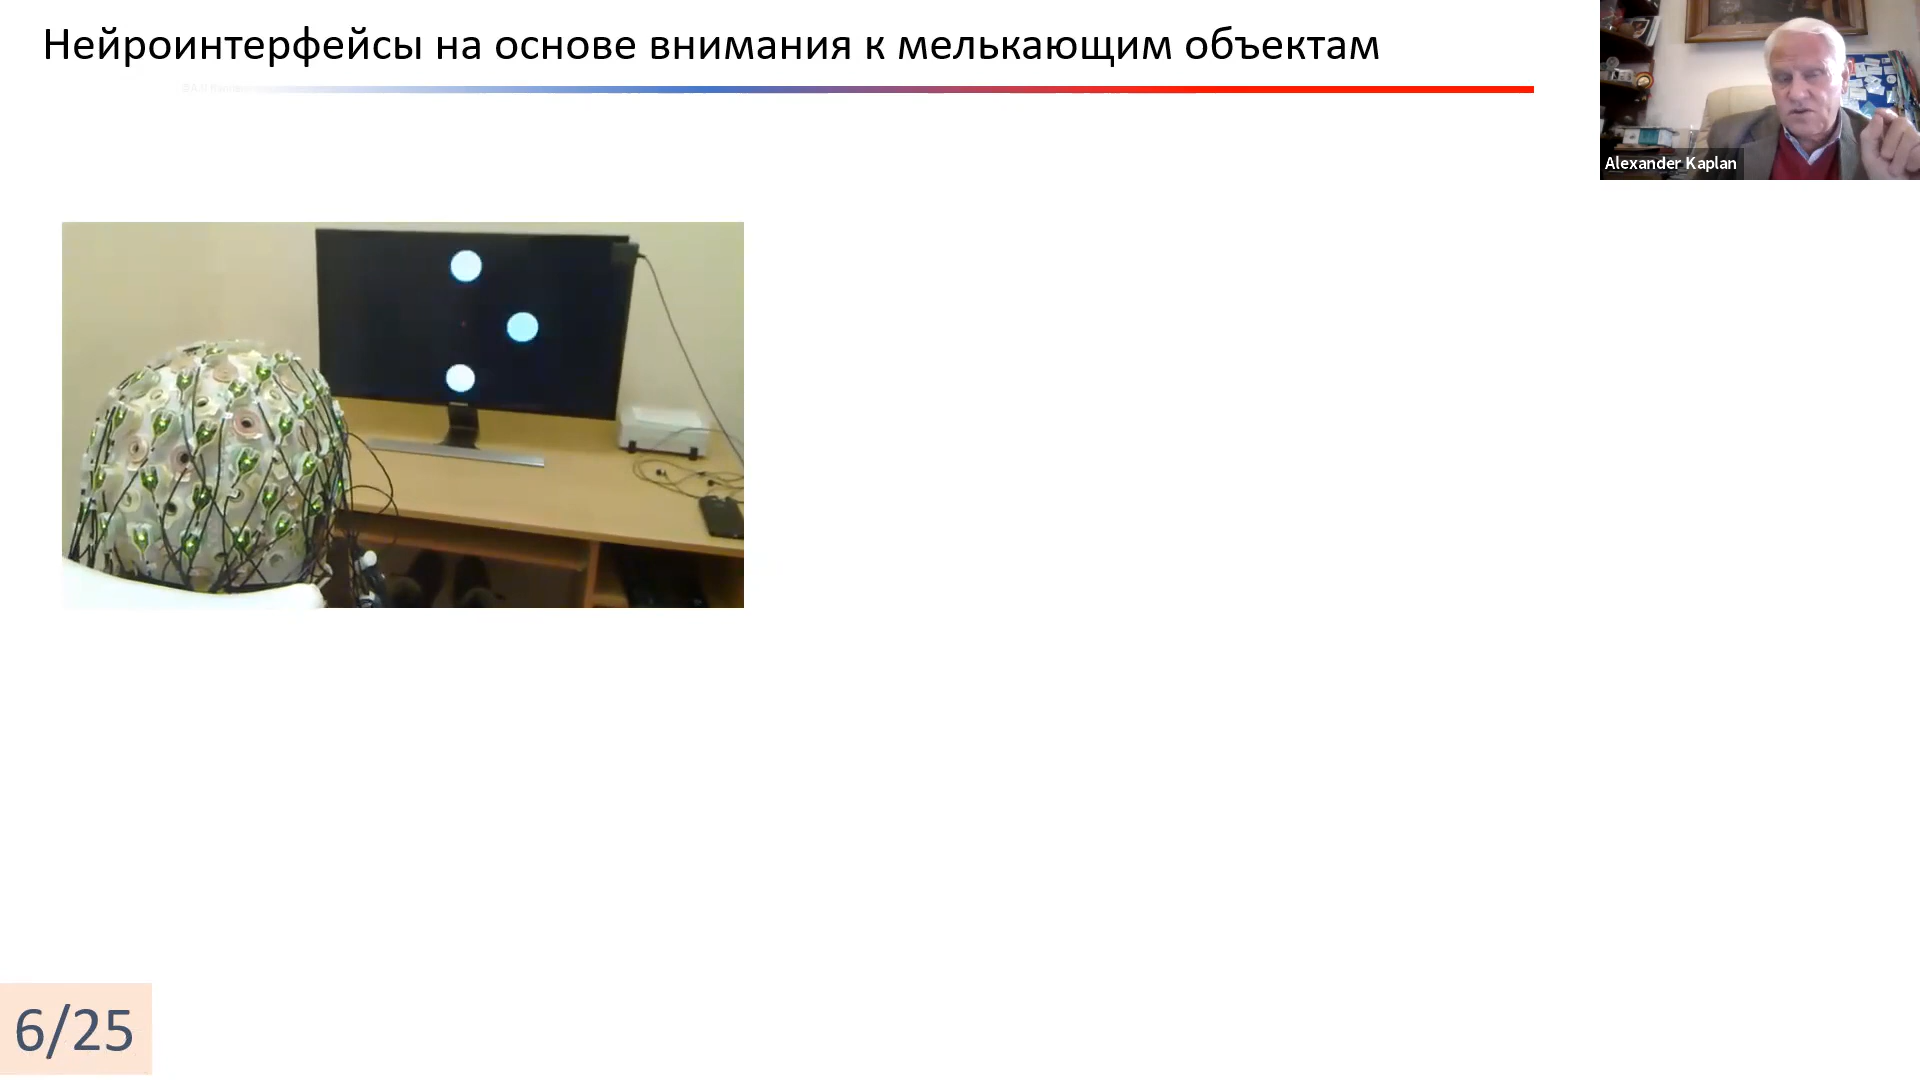 Нейроинтерфейсы на основе внимания к мелькающим объектам
Alexander Kaplan
6/25